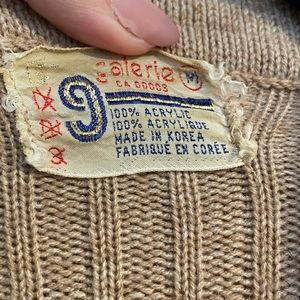 galerie
CA 00003
g
100% ACRYLIC
100% ACRYLIQUE
MADE IN KOREA
FABRIQUÉ EN CORÉE